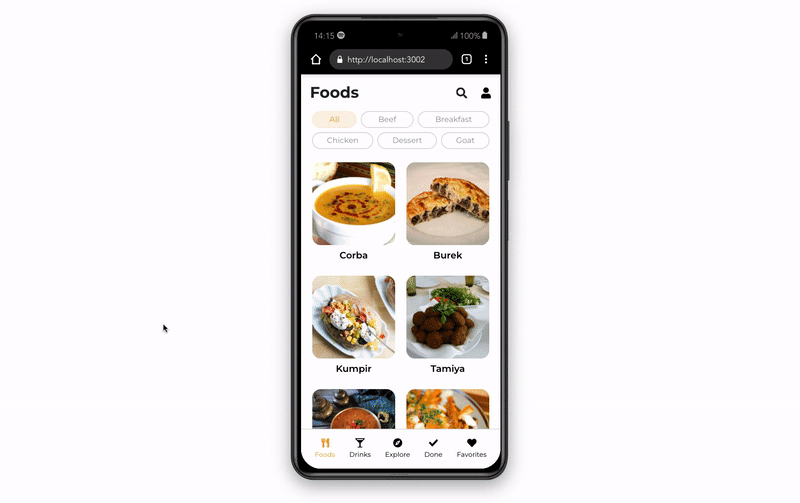 14:15 100%
http://localhost:3002 1
Foods
All Beef Breakfast
Chicken Dessert Goat
Corba Burek
Kumpir Tamiya
Foods Drinks Explore Done Favorites